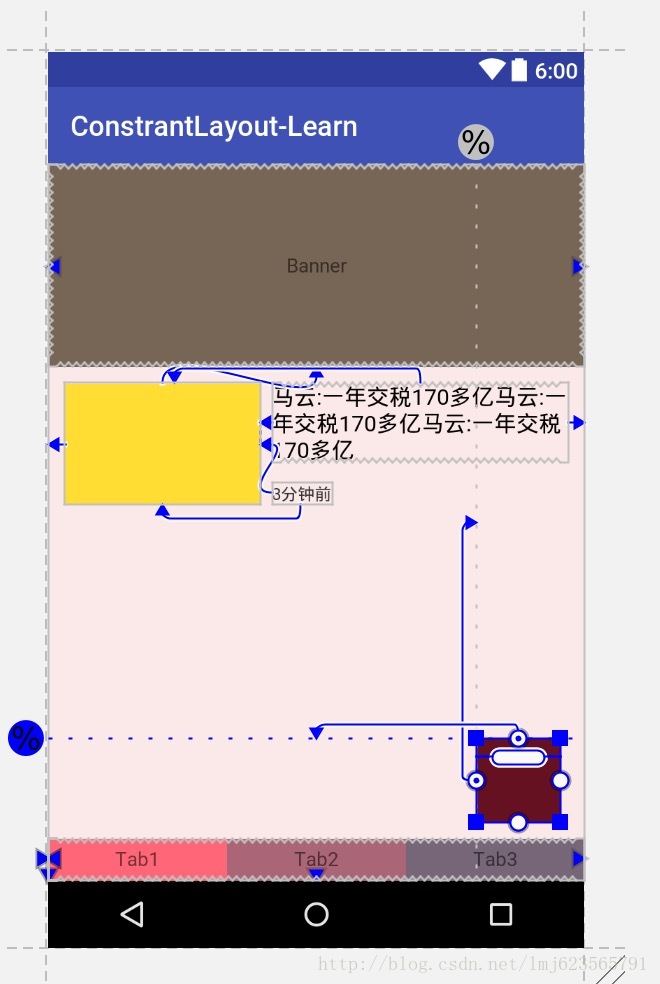 6:00
ConstrantLayout-Learn
%
Banner
马云:一年交税170多亿马云:一
年交税170多亿马云:一年交税
170多亿
3分钟前
%
Tab1 Tab2 Tab3
http://blog.csdn.net/lmj623565791